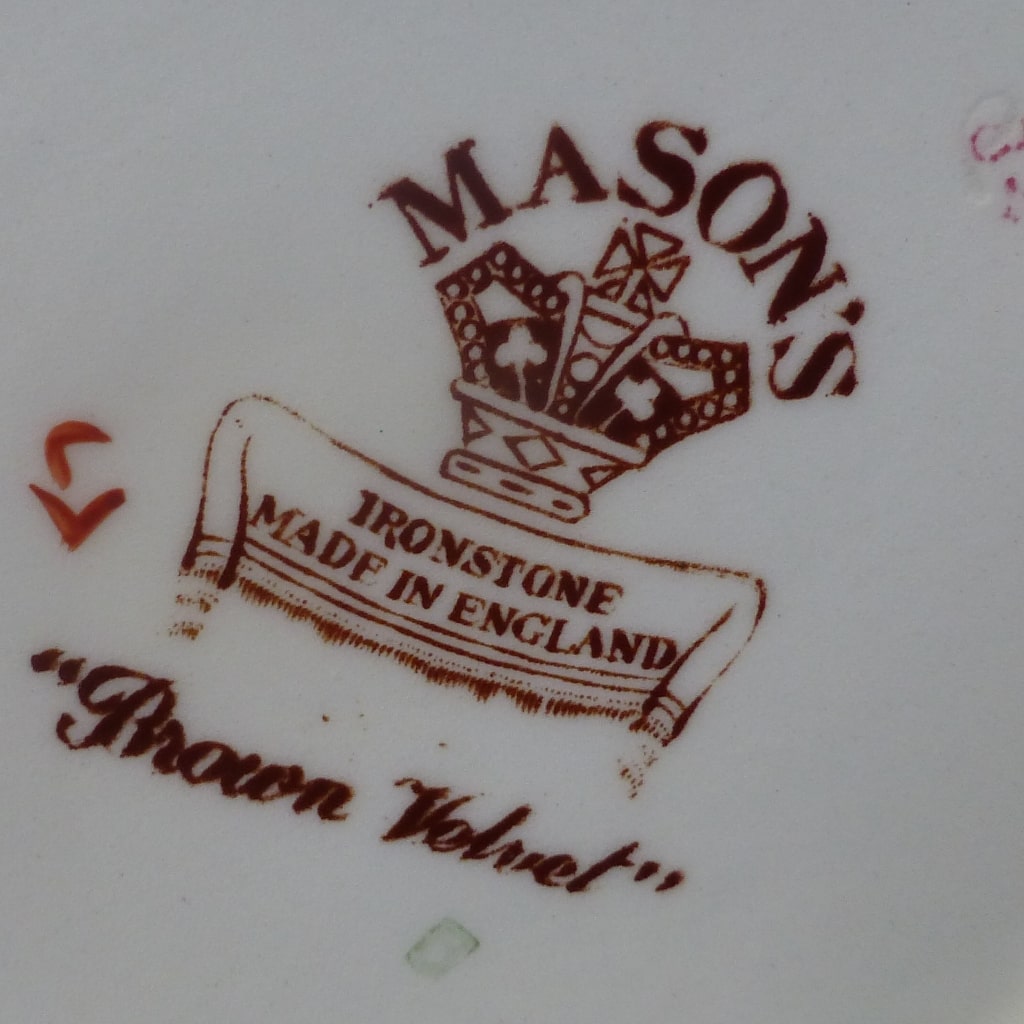 MASON'S
IRONSTONE
MADE IN ENGLAND
"Brown Velvet"